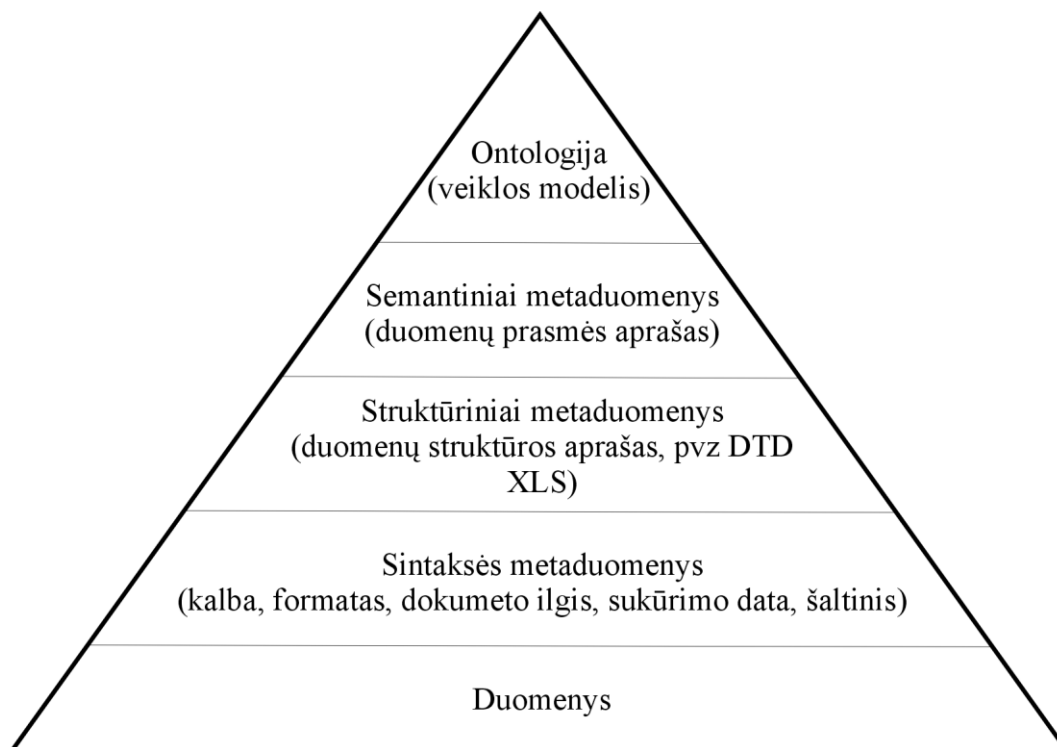 Ontologija
(veiklos modelis)
Semantiniai metaduomenys
(duomenų prasmės aprašas)
Struktūriniai metaduomenys
(duomenų struktūros aprašas, pvz DTD
XLS)
Sintaksės metaduomenys
(kalba, formatas, dokumeto ilgis, sukūrimo data, šaltinis)
Duomenys